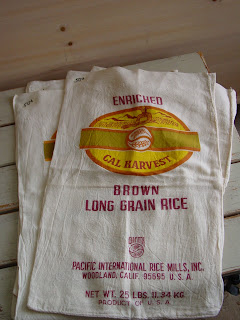 ENRICHED
CAL HARVEST
BROWN
LONG GRAIN RICE
PACIFIC INTERNATIONAL RICE MILLS, INC.
WOODLAND, CALIF. 95695 U. S. A.
NET WT. 25 LBS. 11.34 KG.
PRODUCT OF U. S. A.